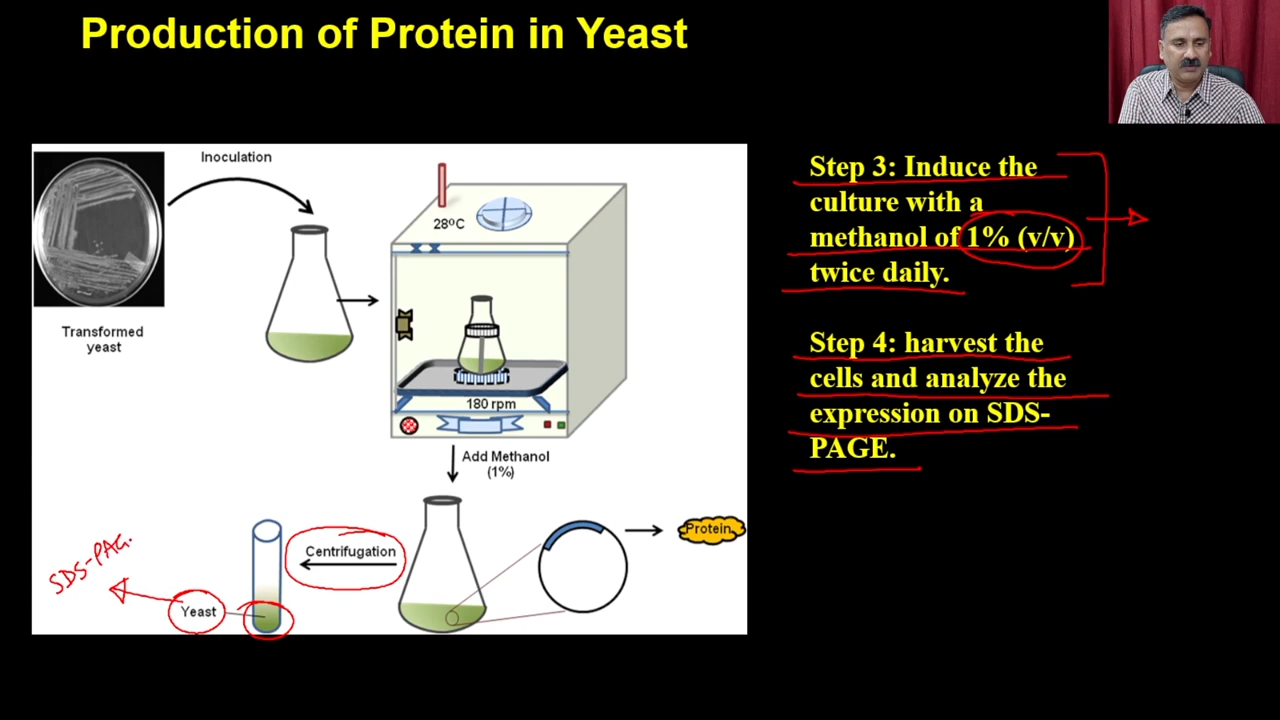 Production of Protein in Yeast
Inoculation
28⁰C
Transformed
yeast
180 rpm
Add Methanol
(1%)
Centrifugation
Protein
Yeast
SDS-PAG.
Step 3: Induce the
culture with a
methanol of 1% (v/v)
twice daily.
Step 4: harvest the
cells and analyze the
expression on SDS-
PAGE.